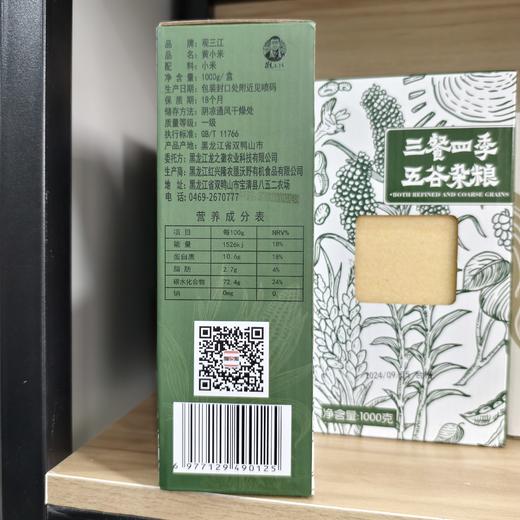 品 牌：观三江
品 名：黄小米
配 料：小米
净 含 量：1000g/盒
生产日期：包装封口处附近见喷码
保 质 期：18个月
储存方法：阴凉通风干燥处
质量等级：一级
执行标准：GB/T 11766
产品产地：黑龙江省双鸭山市
委托方：黑龙江龙之徽农业科技有限公司
生产商：黑龙江红兴隆农垦沃野有机食品有限公司
地 址：黑龙江省双鸭山市宝清县八五二农场
电 话：0469-2670777
营养成分表
项目 每100g NRV%
能量 1526kj 18%
蛋白质 10.6g 18%
脂肪 2.7g 4%
碳水化合物 72.4g 24%
钠 0mg 0
6 977129 490125
三餐四季
五谷杂粮
BOTH REFINED AND COARSE GRAINS
2024/09
净含量:1000克